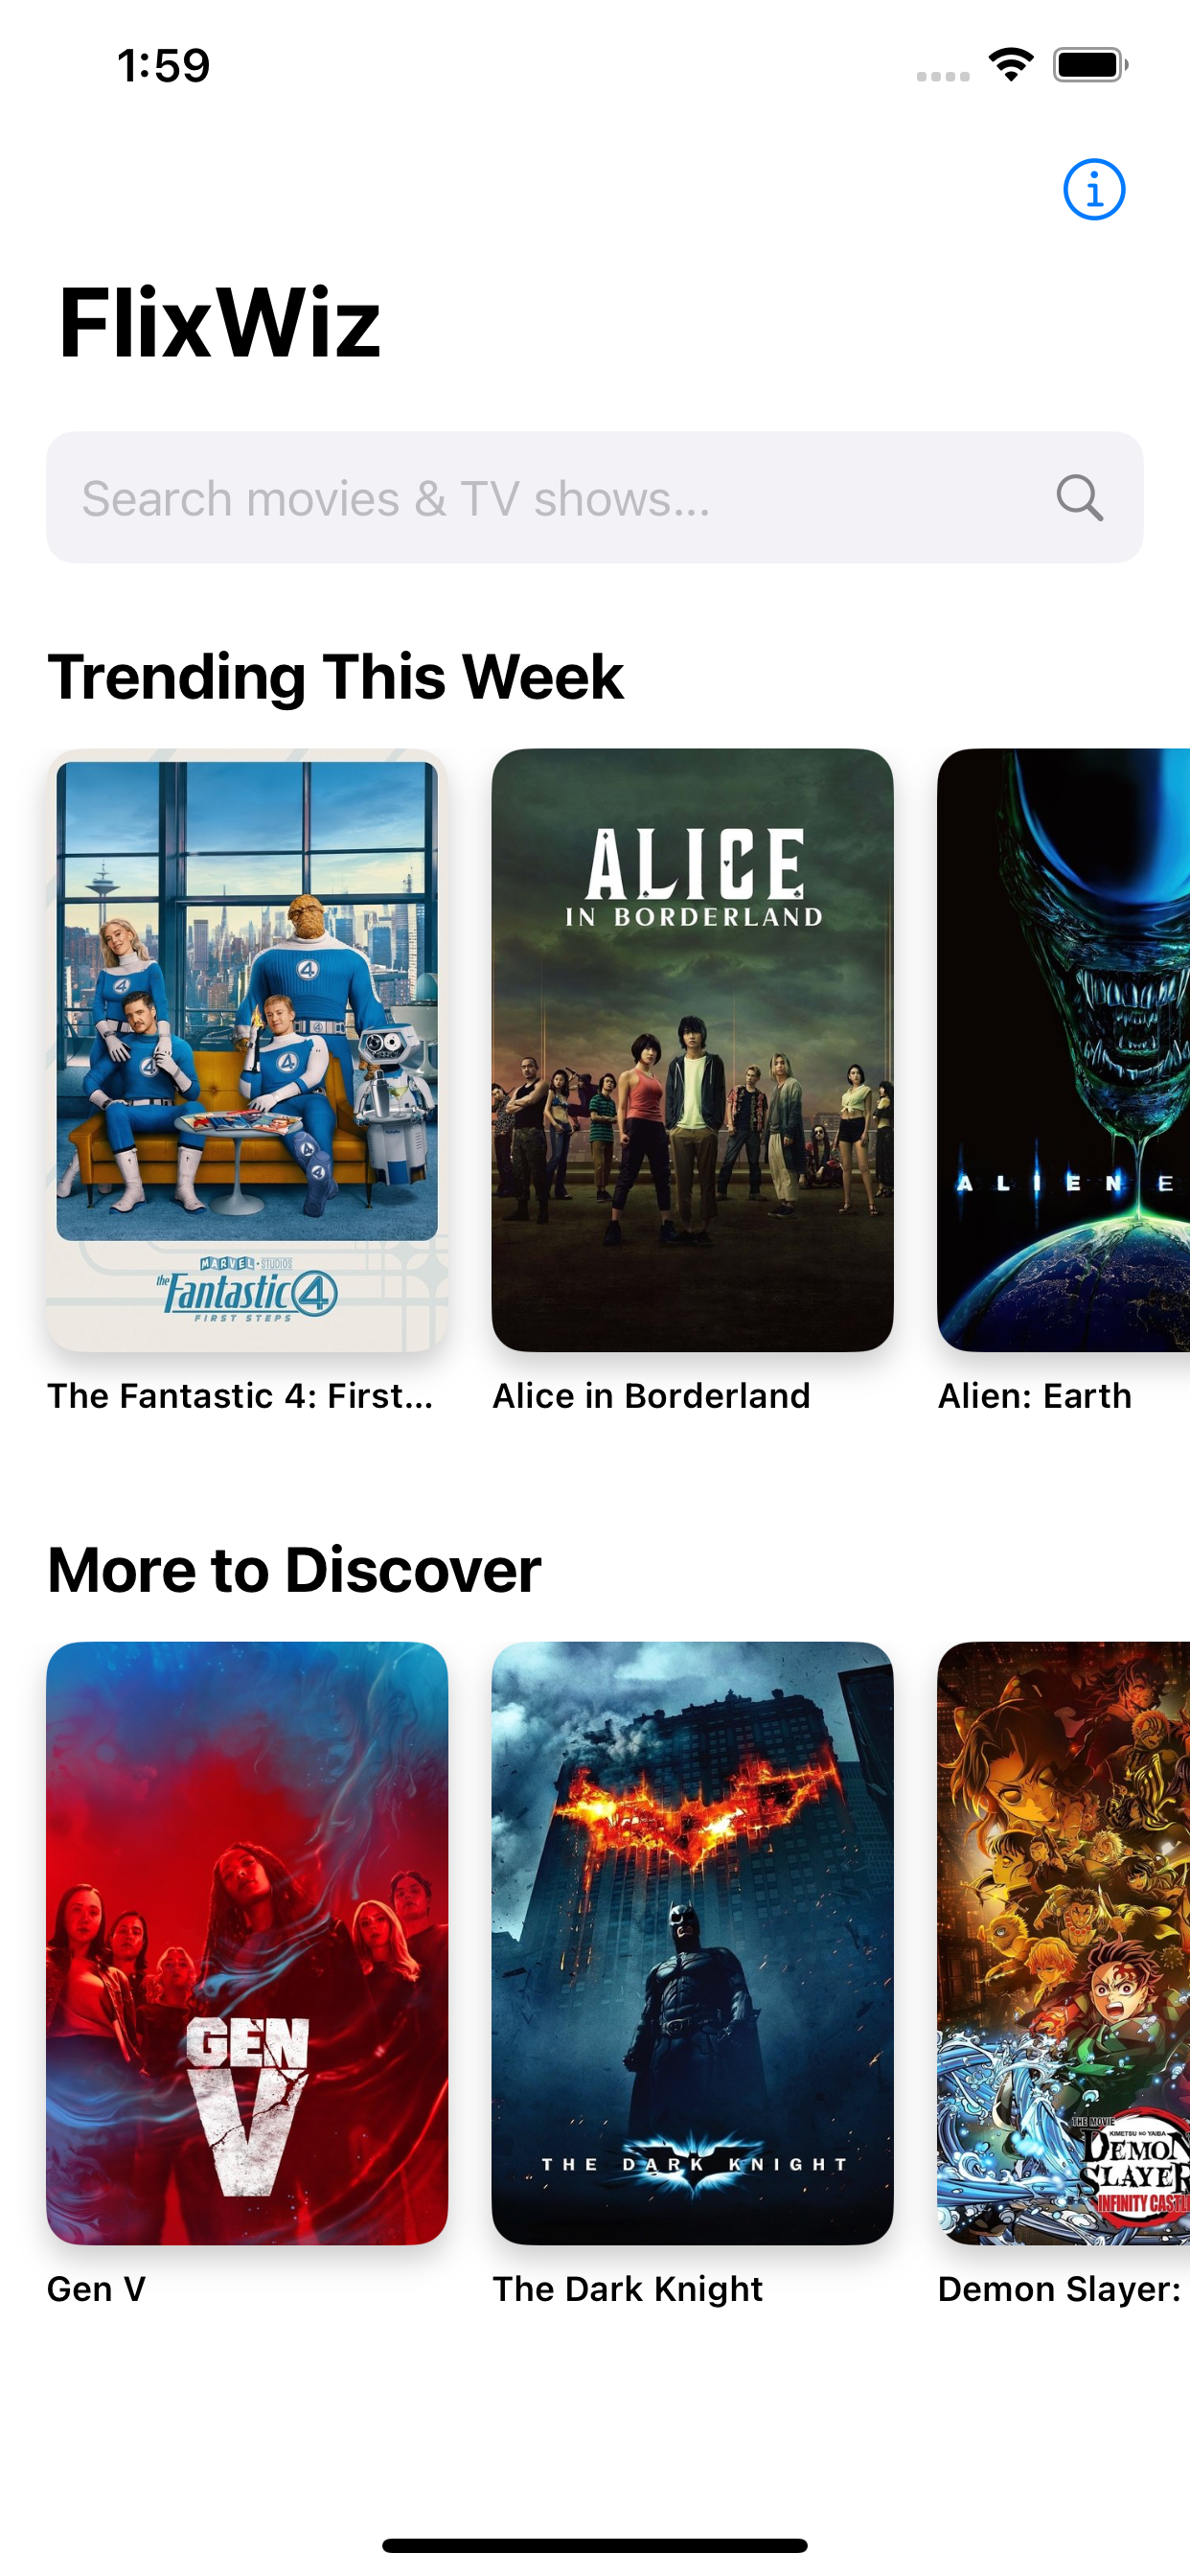 1:59
FlixWiz
Search movies & TV shows...
Trending This Week
ALICE
IN BORDERLAND
ALIEN E
MARVEL STUDIOS
the Fantastic 4
FIRST STEPS
The Fantastic 4: First...
Alice in Borderland
Alien: Earth
More to Discover
GEN
V
THE DARK KNIGHT
THE MOVIE
KIMETSU NO YAIBA
DEMON
SLAYER
INFINITY CASTL
Gen V
The Dark Knight
Demon Slayer: